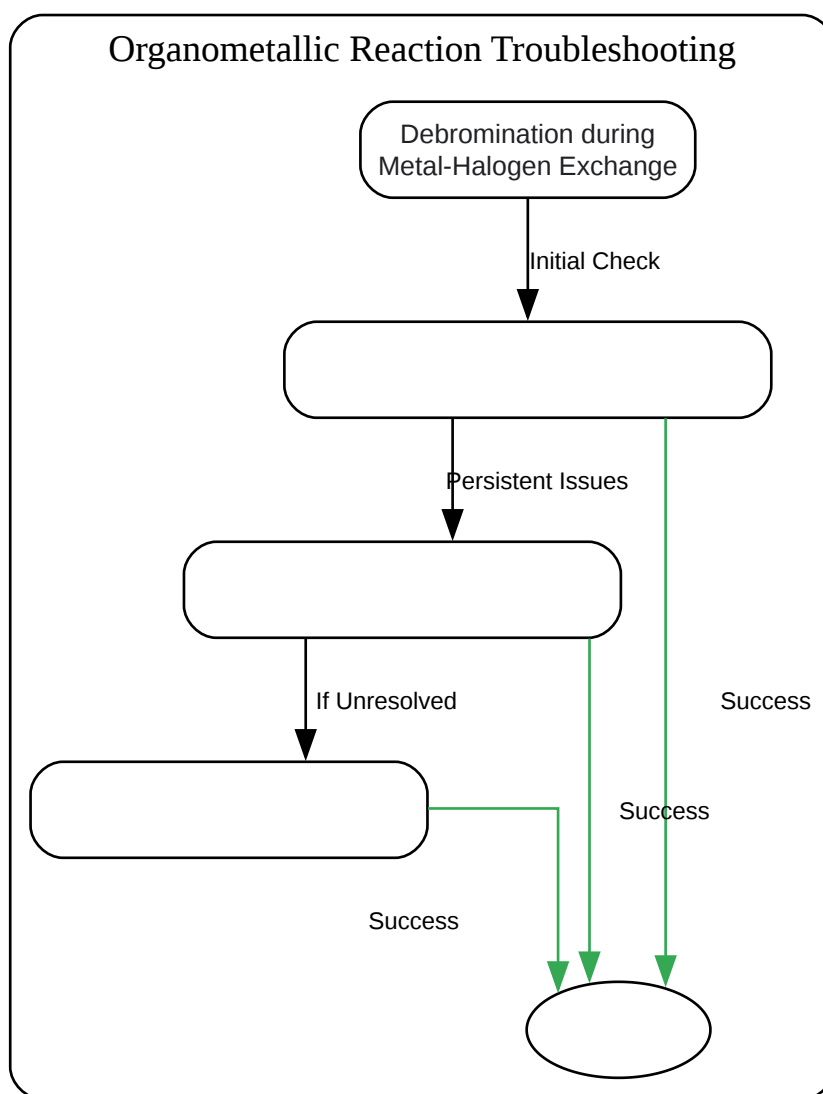 Organometallic Reaction Troubleshooting
Debromination during
Metal-Halogen Exchange
Initial Check
Persistent Issues
If Unresolved
Success
Success
Success